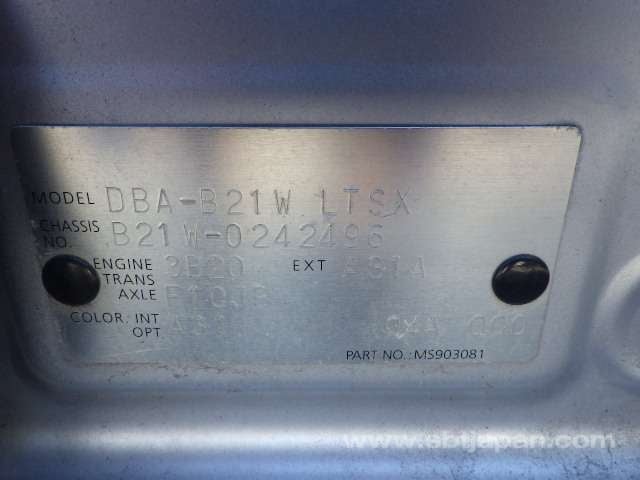 MODEL DBA-B21W LTSX
CHASSIS NO. B21W-0242496
ENGINE 3B20 EXT A31A
TRANS AXLE F1CJB
COLOR: INT
OPT
PART NO.: MS903081
www.sbtjapan.com